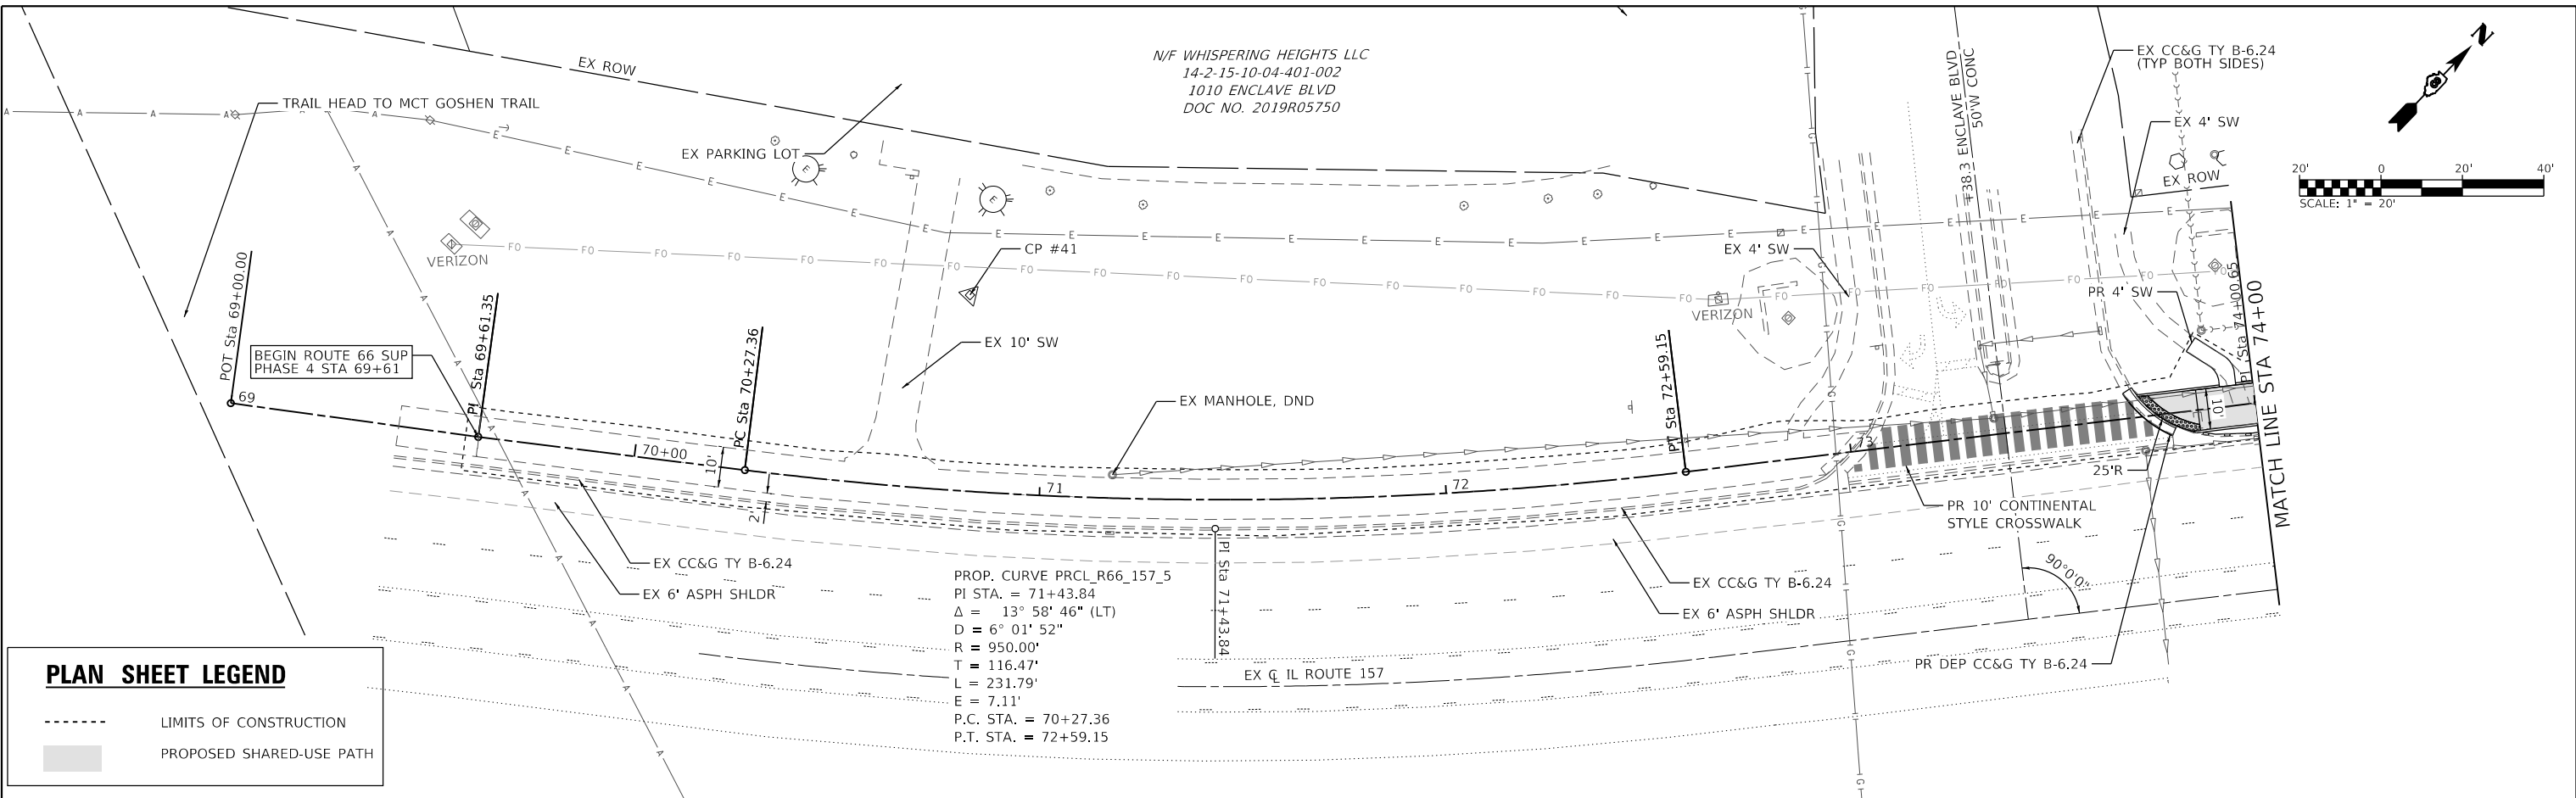 N/F WHISPERING HEIGHTS LLC
14-2-15-10-04-401-002
1010 ENCLAVE BLVD
DOC NO. 2019R05750
EX ROW
TRAIL HEAD TO MCT GOSHEN TRAIL
EX PARKING LOT
+38.3 ENCLAVE BLVD
50'W CONC
EX CC&G TY B-6.24
(TYP BOTH SIDES)
EX 4' SW
EX ROW
N
20' 0 20' 40'
SCALE: 1" = 20'
VERIZON
CP #41
EX 4' SW
VERIZON
PR 4' SW
POT Sta 69+00.00
PI Sta 69+61.35
PC Sta 70+27.36
PT Sta 72+59.15
PI Sta 74+00.65
MATCH LINE STA 74+00
BEGIN ROUTE 66 SUP
PHASE 4 STA 69+61
EX 10' SW
EX MANHOLE, DND
69
70+00
71
72
73
10'
2'
10'
25'R
PR 10' CONTINENTAL
STYLE CROSSWALK
90°0'0"
EX CC&G TY B-6.24
EX 6' ASPH SHLDR
PI Sta 71+43.84
EX CC&G TY B-6.24
EX 6' ASPH SHLDR
PR DEP CC&G TY B-6.24
EX ℄ IL ROUTE 157
PROP. CURVE PRCL_R66_157_5
PI STA. = 71+43.84
Δ = 13° 58' 46" (LT)
D = 6° 01' 52"
R = 950.00'
T = 116.47'
L = 231.79'
E = 7.11'
P.C. STA. = 70+27.36
P.T. STA. = 72+59.15
PLAN SHEET LEGEND
LIMITS OF CONSTRUCTION
PROPOSED SHARED-USE PATH